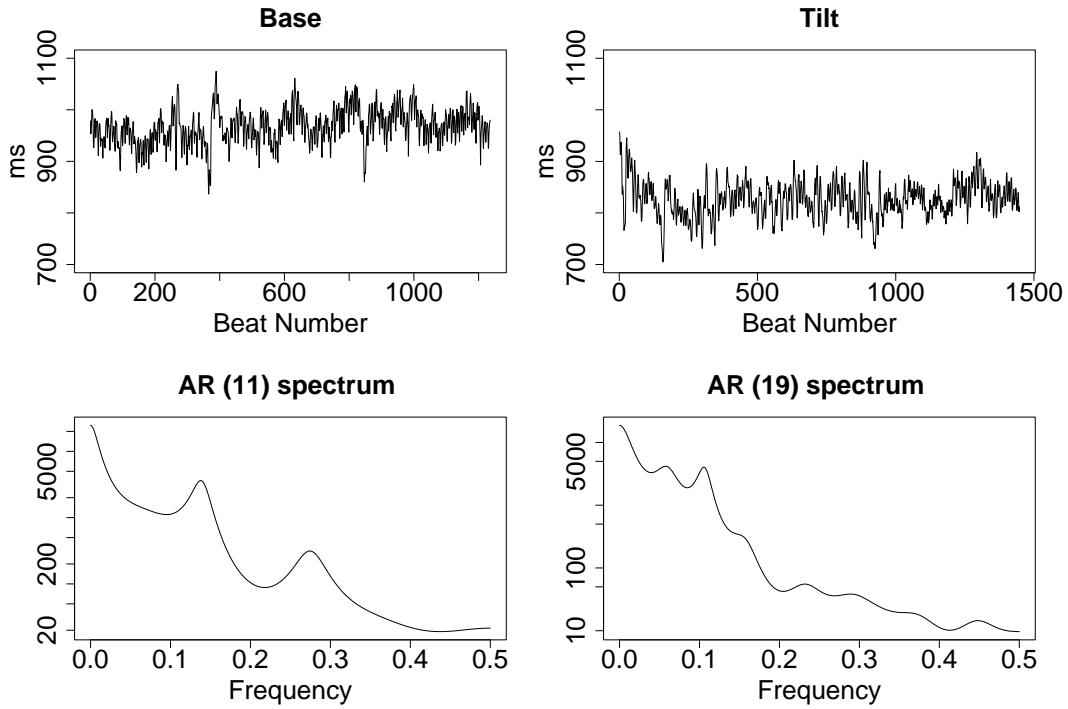 Base
1100
900
700
ms
0 200 600 1000
Beat Number
Tilt
1100
900
700
ms
0 500 1000 1500
Beat Number
AR (11) spectrum
5000
200
20
0.0 0.1 0.2 0.3 0.4 0.5
Frequency
AR (19) spectrum
5000
100
10
0.0 0.1 0.2 0.3 0.4 0.5
Frequency